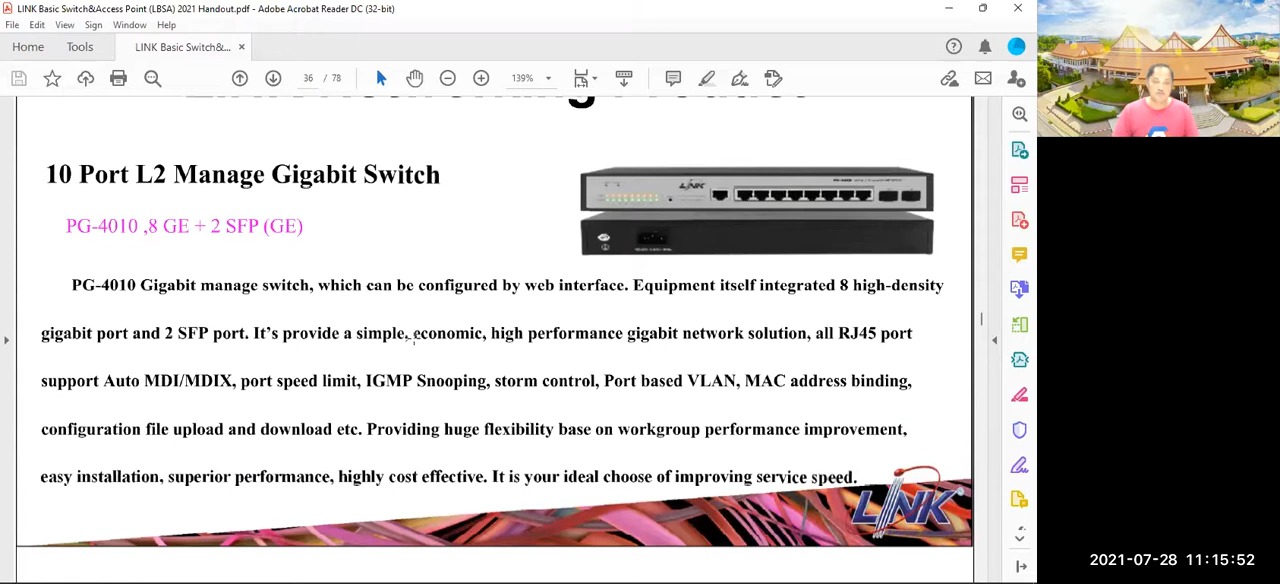 LINK Basic Switch&Access Point (LBSA) 2021 Handout.pdf - Adobe Acrobat Reader DC (32-bit)
File Edit View Sign Window Help
Home Tools LINK Basic Switch&...
36 / 78 139%
10 Port L2 Manage Gigabit Switch
PG-4010 ,8 GE + 2 SFP (GE)
LINK
PG-4010 Gigabit manage switch, which can be configured by web interface. Equipment itself integrated 8 high-density
gigabit port and 2 SFP port. It's provide a simple, economic, high performance gigabit network solution, all RJ45 port
support Auto MDI/MDIX, port speed limit, IGMP Snooping, storm control, Port based VLAN, MAC address binding,
configuration file upload and download etc. Providing huge flexibility base on workgroup performance improvement,
easy installation, superior performance, highly cost effective. It is your ideal choose of improving service speed.
LINK
2021-07-28 11:15:52